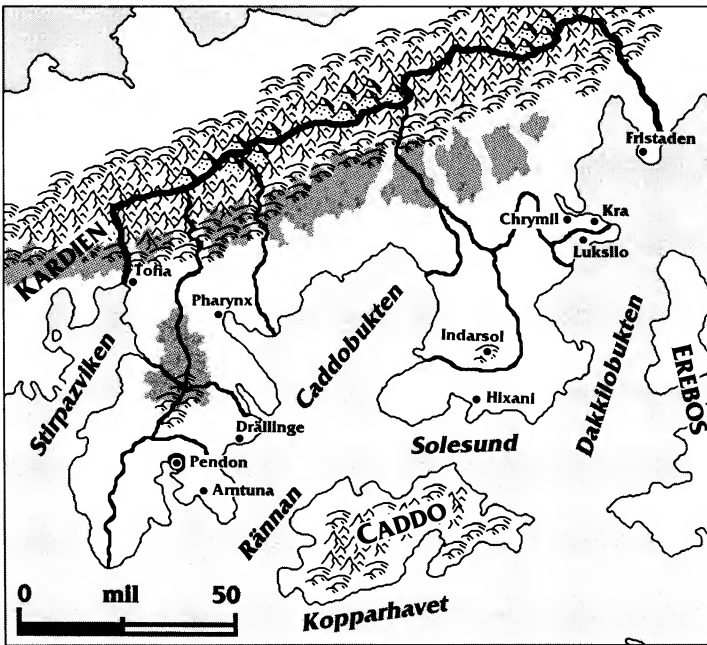 Fristaden
Chrymil
Kra
Luksilo
KARDIEN
Tofia
Pharynx
Caddobukten
Indarsol
Stirpazviken
Dakkilobukten
EREBOS
Hixani
Drällinge
Solesund
Pendon
Arntuna
Rännan
CADDO
0 mil 50
Kopparhavet